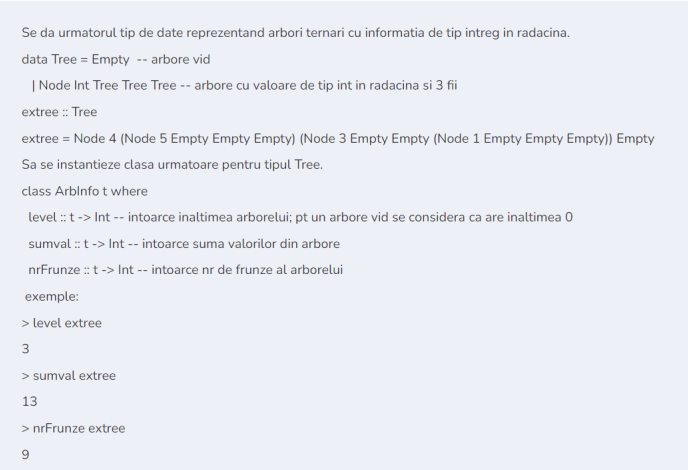 Se da urmatorul tip de date reprezentand arbori ternari cu informatia de tip intreg in radacina.
data Tree = Empty -- arbore vid
| Node Int Tree Tree Tree -- arbore cu valoare de tip int in radacina si 3 fii
extree :: Tree
extree = Node 4 (Node 5 Empty Empty Empty) (Node 3 Empty Empty (Node 1 Empty Empty Empty)) Empty
Sa se instantieze clasa urmatoare pentru tipul Tree.
class ArbInfo t where
level :: t -> Int -- intoarce inaltimea arborelui; pt un arbore vid se considera ca are inaltimea 0
sumval :: t -> Int -- intoarce suma valorilor din arbore
nrFrunze :: t -> Int -- intoarce nr de frunze al arborelui
exemple:
> level extree
3
> sumval extree
13
> nrFrunze extree
9